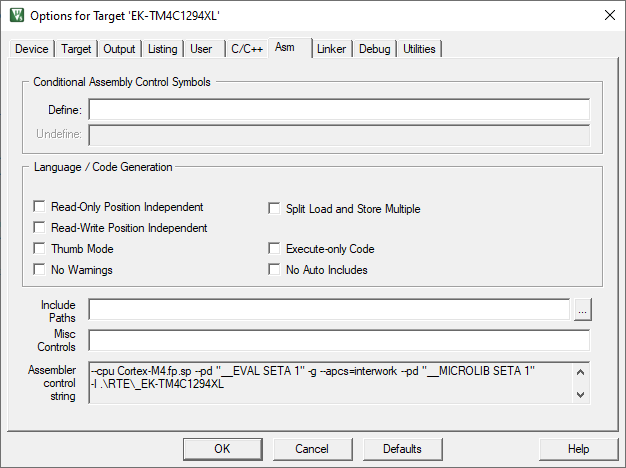 Options for Target 'EK-TM4C1294XL'
Device Target Output Listing User C/C++ Asm Linker Debug Utilities
Conditional Assembly Control Symbols
Define:
Undefine:
Language / Code Generation
Read-Only Position Independent
Split Load and Store Multiple
Read-Write Position Independent
Thumb Mode
Execute-only Code
No Warnings
No Auto Includes
Include
Paths
...
Misc
Controls
Assembler
control
string
--cpu Cortex-M4.fp.sp --pd "__EVAL SETA 1" -g --apcs=interwork --pd "__MICROLIB SETA 1"
-I .\RTE\_EK-TM4C1294XL
OK Cancel Defaults Help